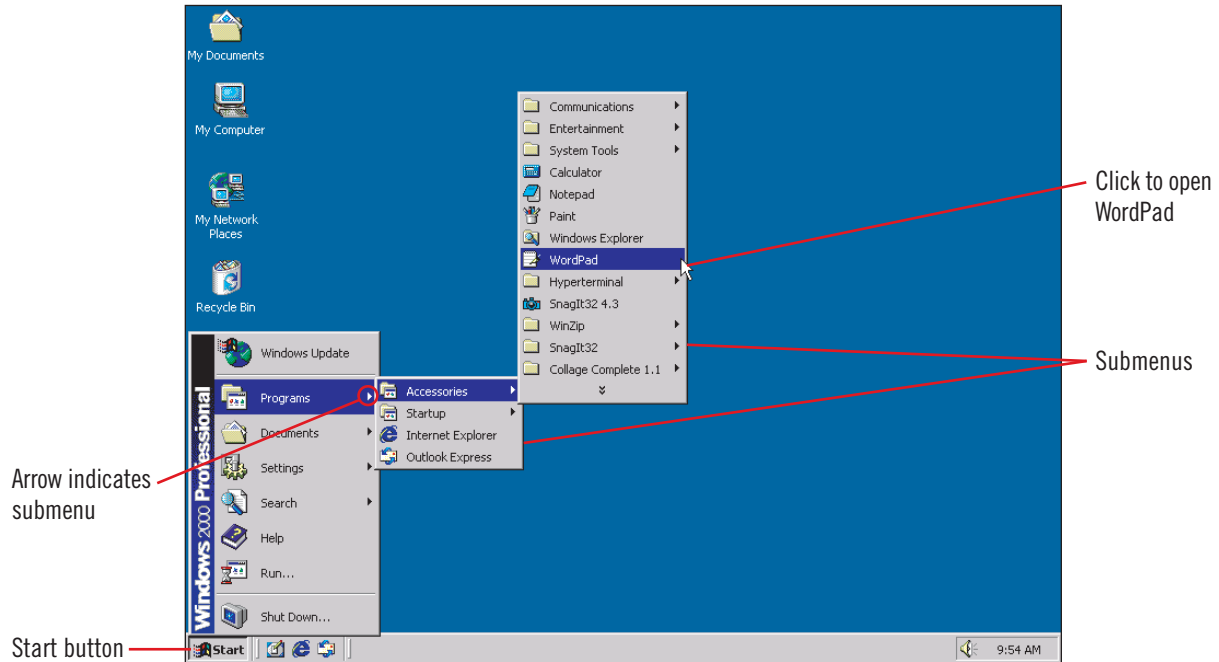 My Documents
My Computer
My Network
Places
Recycle Bin
Communications
Entertainment
System Tools
Calculator
Notepad
Paint
Windows Explorer
WordPad
Hyperterminal
SnagIt32 4.3
WinZip
SnagIt32
Collage Complete 1.1
Click to open
WordPad
Submenus
Windows 2000 Professional
Windows Update
Programs
Documents
Settings
Search
Help
Run...
Shut Down...
Accessories
Startup
Internet Explorer
Outlook Express
Arrow indicates
submenu
Start button
Start
9:54 AM